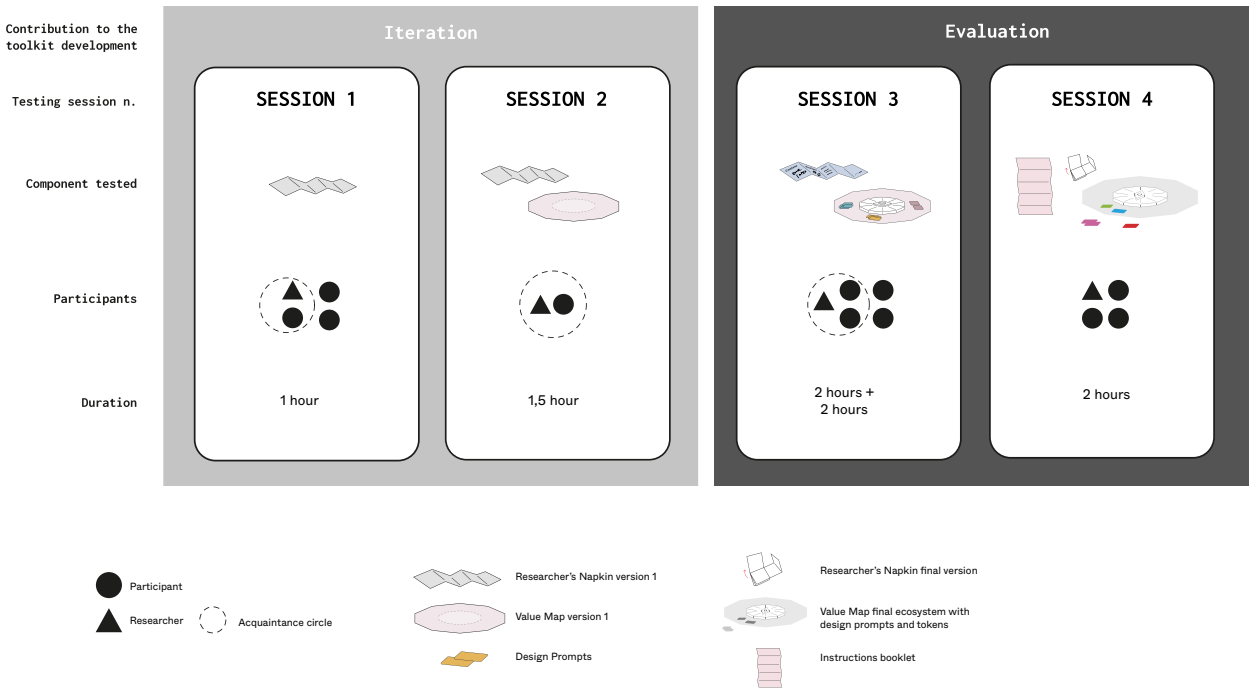 Contribution to the
toolkit development
Iteration
Evaluation
Testing session n.
SESSION 1
SESSION 2
SESSION 3
SESSION 4
Component tested
Participants
Duration
1 hour
1,5 hour
2 hours +
2 hours
2 hours
Participant
Researcher
Acquaintance circle
Researcher's Napkin version 1
Value Map version 1
Design Prompts
Researcher's Napkin final version
Value Map final ecosystem with
design prompts and tokens
Instructions booklet